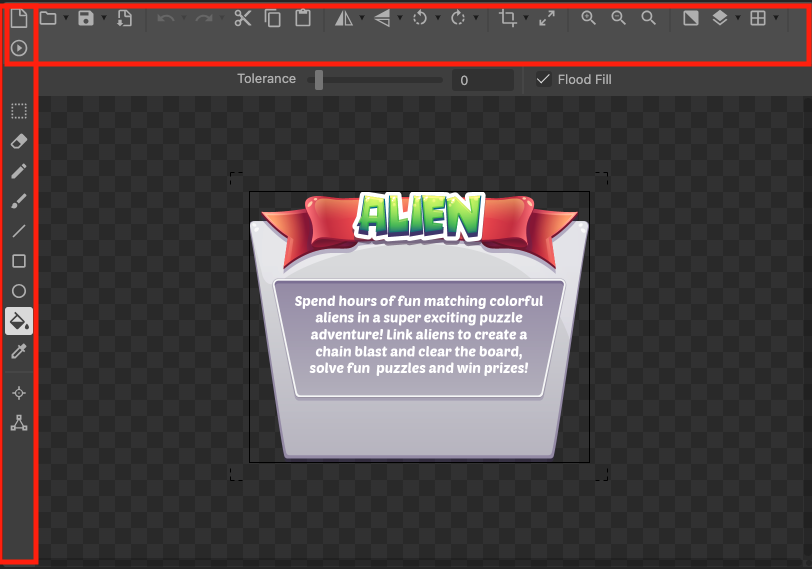 Tolerance 0 Flood Fill
ALIEN
Spend hours of fun matching colorful
aliens in a super exciting puzzle
adventure! Link aliens to create a
chain blast and clear the board,
solve fun  puzzles and win prizes!